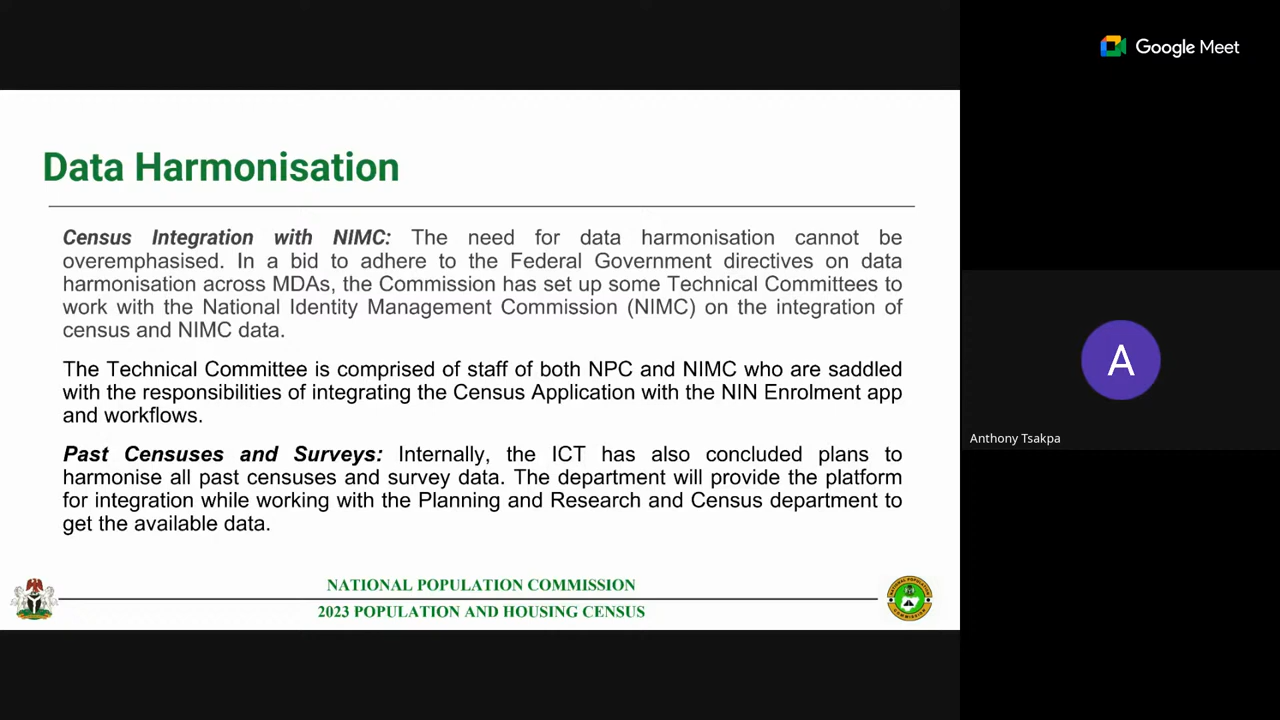 Google Meet
Data Harmonisation
Census Integration with NIMC: The need for data harmonisation cannot be
overemphasised. In a bid to adhere to the Federal Government directives on data
harmonisation across MDAs, the Commission has set up some Technical Committees to
work with the National Identity Management Commission (NIMC) on the integration of
census and NIMC data.
The Technical Committee is comprised of staff of both NPC and NIMC who are saddled
with the responsibilities of integrating the Census Application with the NIN Enrolment app
and workflows.
Past Censuses and Surveys: Internally, the ICT has also concluded plans to
harmonise all past censuses and survey data. The department will provide the platform
for integration while working with the Planning and Research and Census department to
get the available data.
NATIONAL POPULATION COMMISSION
2023 POPULATION AND HOUSING CENSUS
A
Anthony Tsakpa